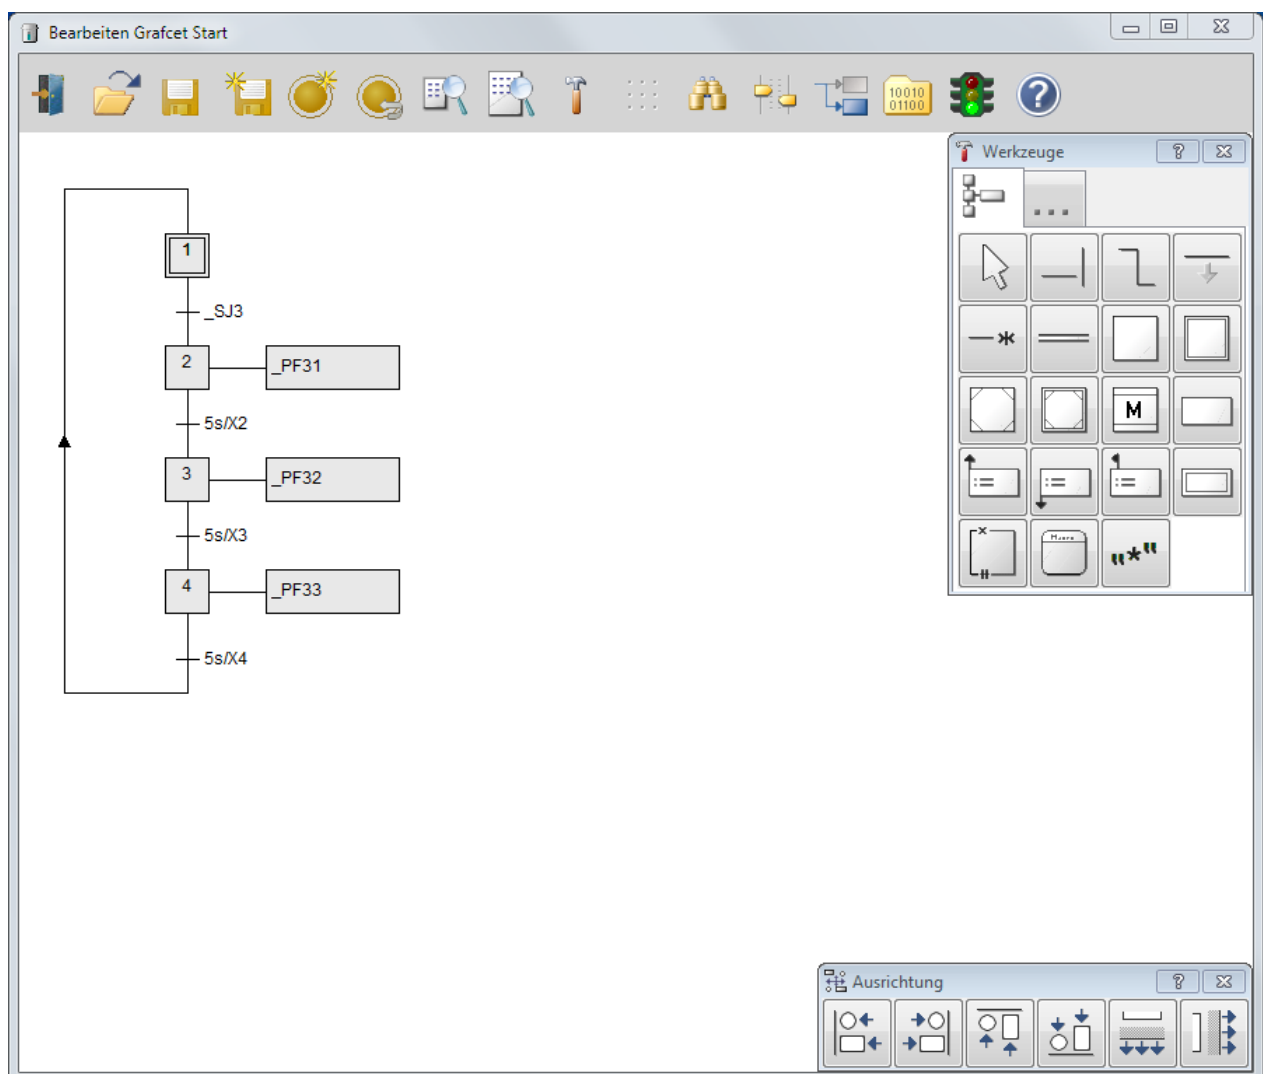 Bearbeiten Grafcet Start
10010
01100
?
Werkzeuge
?
1
_SJ3
2
_PF31
5s/X2
3
_PF32
5s/X3
4
_PF33
5s/X4
M
:=
:=
:=
Macro
"*"
Ausrichtung
?